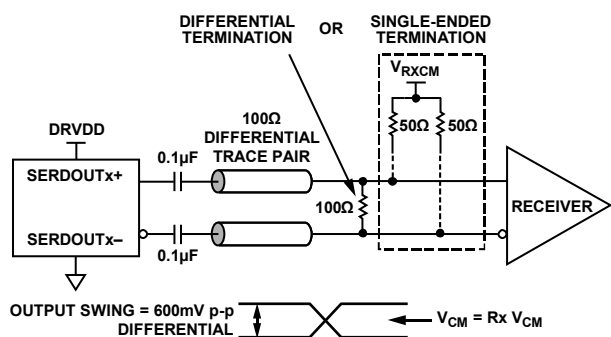 DIFFERENTIAL
TERMINATION
OR
SINGLE-ENDED
TERMINATION
VRXCM
50Ω
50Ω
100Ω
DIFFERENTIAL
TRACE PAIR
DRVDD
0.1µF
SERDOUTx+
100Ω
RECEIVER
SERDOUTx–
0.1µF
OUTPUT SWING = 600mV p-p
DIFFERENTIAL
VCM = Rx VCM